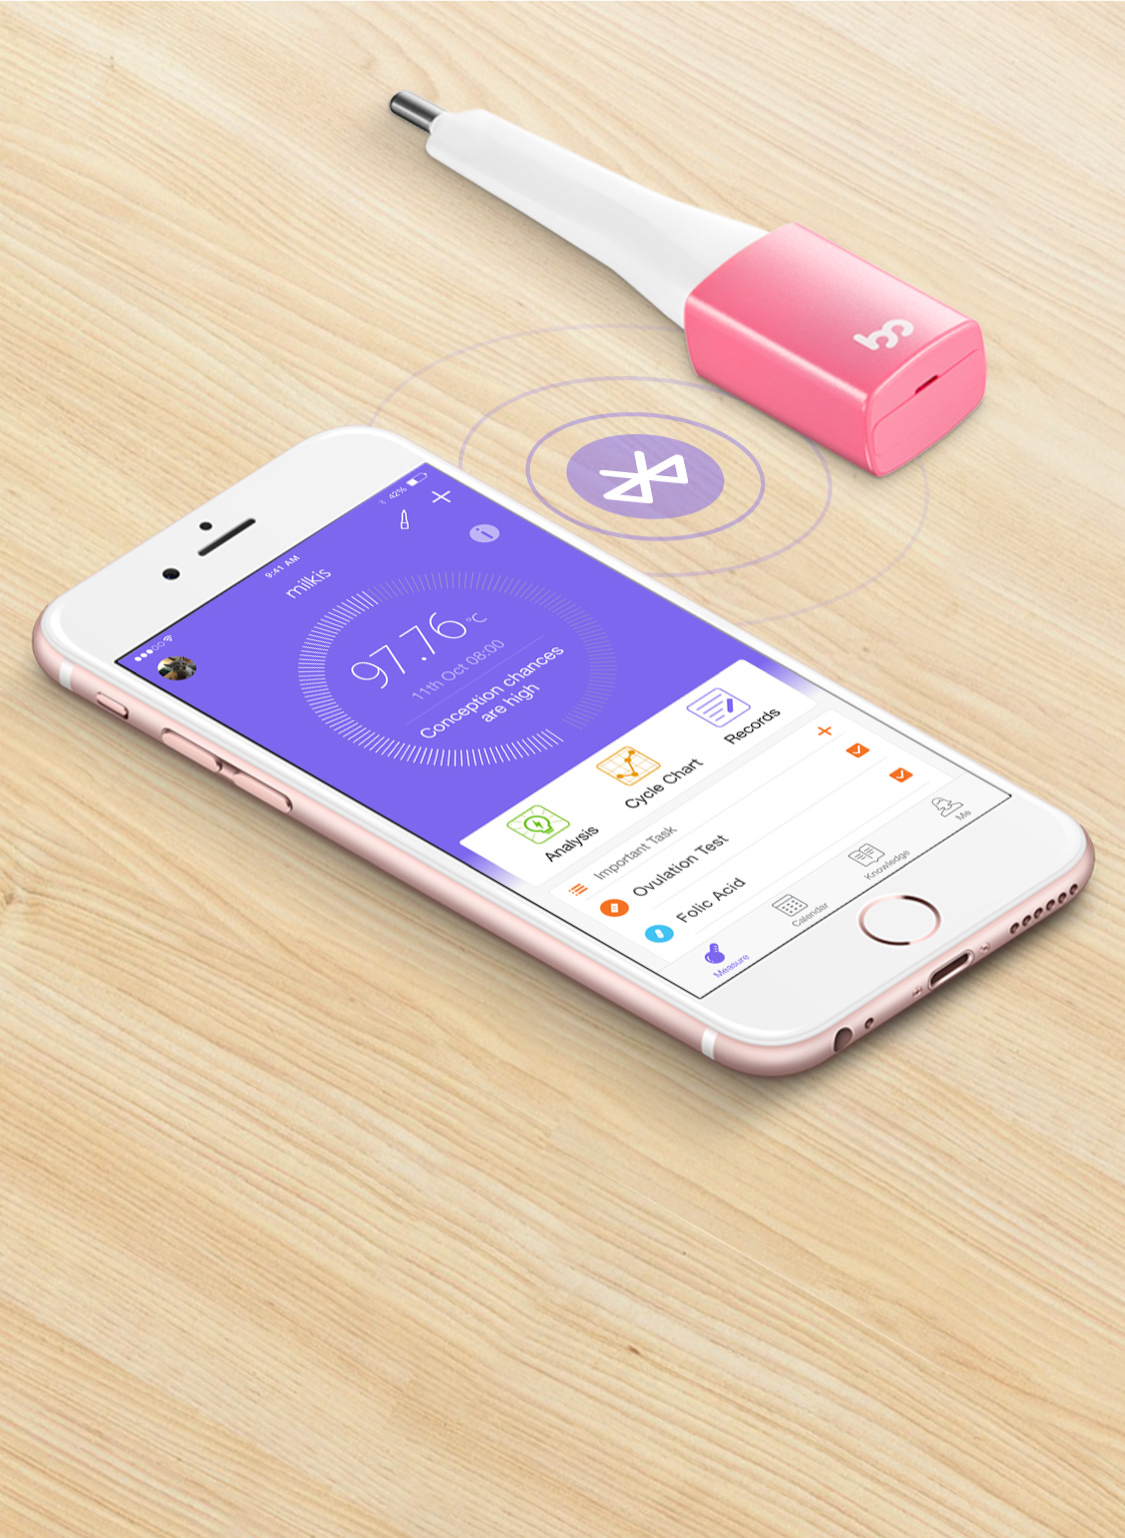 42%
9:41 AM
milkis
97.76 °C
11th Oct 08:00
Conception chances
are high
Analysis
Cycle Chart
Records
Important Task
Ovulation Test
Folic Acid
Measure
Calendar
Knowledge
Me